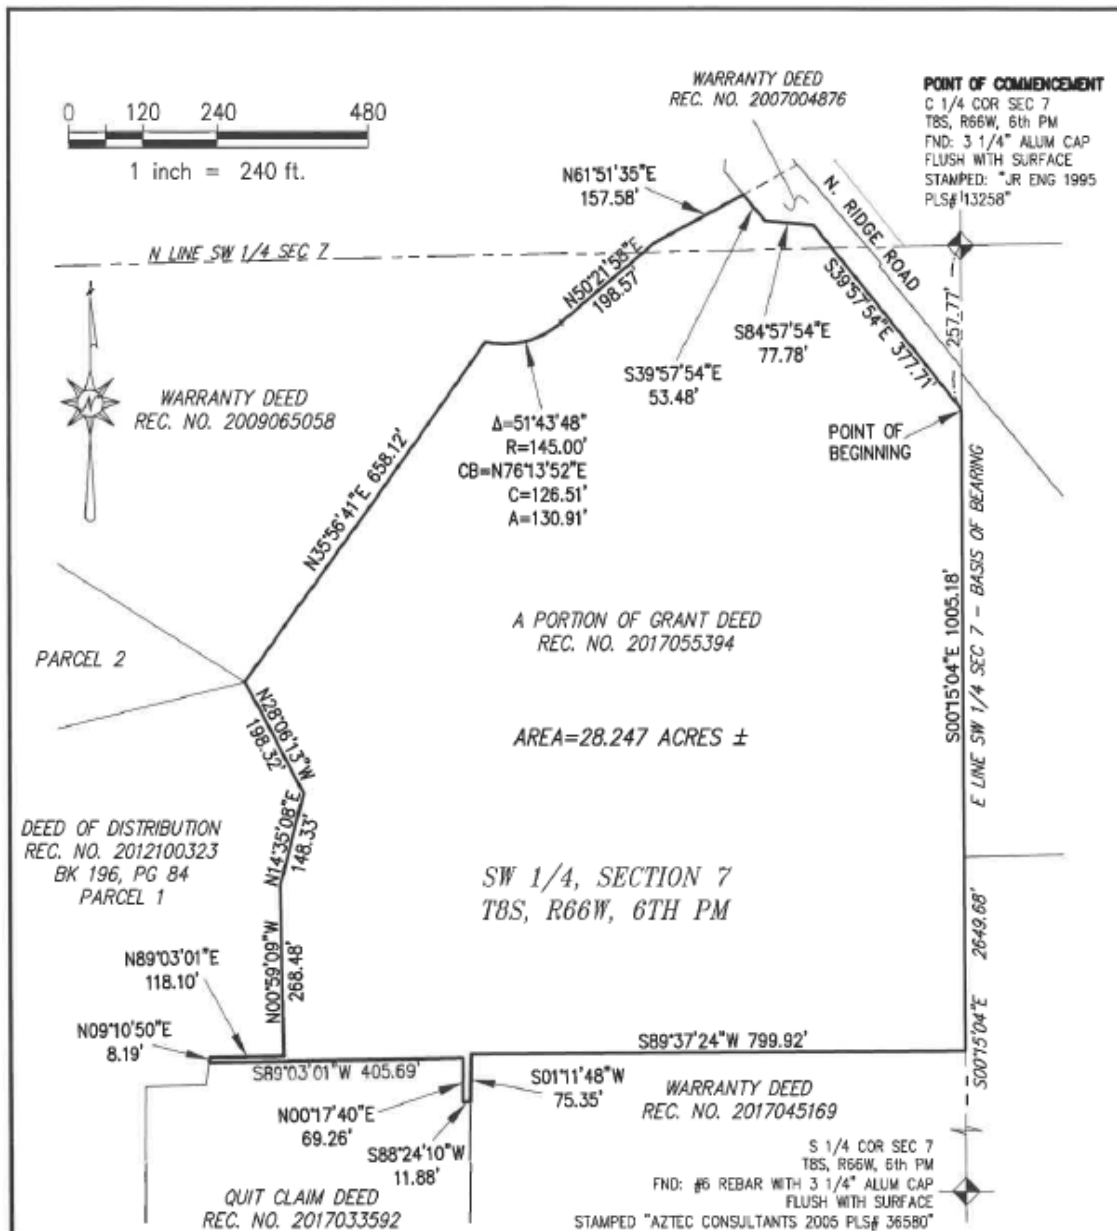 0 120 240 480
1 inch = 240 ft.
WARRANTY DEED
REC. NO. 2007004876
POINT OF COMMENCEMENT
C 1/4 COR SEC 7
T8S, R66W, 6th PM
FND: 3 1/4" ALUM CAP
FLUSH WITH SURFACE
STAMPED: "JR ENG 1995
PLS# 13258"
N61°51'35"E
157.58'
N. RIDGE ROAD
N LINE SW 1/4 SEC 7
N50°21'58"E
198.57'
S39°57'54"E 377.71'
257.77'
S84°57'54"E
77.78'
S39°57'54"E
53.48'
N
WARRANTY DEED
REC. NO. 2009065058
Δ=51°43'48"
R=145.00'
CB=N76°13'52"E
C=126.51'
A=130.91'
POINT OF
BEGINNING
N35°56'41"E 658.12'
S00°15'04"E 1005.18'
E LINE SW 1/4 SEC 7 - BASIS OF BEARING
A PORTION OF GRANT DEED
REC. NO. 2017055394
PARCEL 2
N28°06'13"W
198.32'
AREA=28.247 ACRES ±
DEED OF DISTRIBUTION
REC. NO. 2012100323
BK 196, PG 84
PARCEL 1
N14°35'08"E
148.33'
SW 1/4, SECTION 7
T8S, R66W, 6TH PM
N00°59'09"W
268.48'
S00°15'04"E 2649.68'
N89°03'01"E
118.10'
N09°10'50"E
8.19'
S89°03'01"W 405.69'
S89°37'24"W 799.92'
N00°17'40"E
69.26'
S01°11'48"W
75.35'
S88°24'10"W
11.88'
WARRANTY DEED
REC. NO. 2017045169
QUIT CLAIM DEED
REC. NO. 2017033592
S 1/4 COR SEC 7
T8S, R66W, 6th PM
FND: #6 REBAR WITH 3 1/4" ALUM CAP
FLUSH WITH SURFACE
STAMPED "AZTEC CONSULTANTS 2005 PLS# 36580"